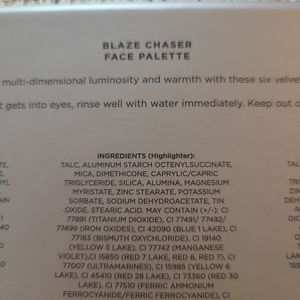 BLAZE CHASER
FACE PALETTE
multi-dimensional luminosity and warmth with these six velve
t gets into eyes, rinse well with water immediately. Keep out o
INGREDIENTS (Highlighter):
TALC, ALUMINUM STARCH OCTENYLSUCCINATE,
MICA, DIMETHICONE, CAPRYLIC/CAPRIC
TRIGLYCERIDE, SILICA, ALUMINA, MAGNESIUM
MYRISTATE, ZINC STEARATE, POTASSIUM
SORBATE, SODIUM DEHYDROACETATE, TIN
OXIDE, STEARIC ACID. MAY CONTAIN (+/-): CI
77891 (TITANIUM DIOXIDE), CI 77491/77492/
77499 (IRON OXIDES), CI 42090 (BLUE 1 LAKE), CI
77163 (BISMUTH OXYCHLORIDE), CI 19140
(YELLOW 5 LAKE), CI 77742 (MANGANESE
VIOLET),CI 15850 (RED 7 LAKE, RED 6, RED 7), CI
77007 (ULTRAMARINES), CI 15985 (YELLOW 6
LAKE), CI 45410 (RED 28 LAKE), CI 73360 (RED 30
LAKE), CI 77510 (FERRIC AMMONIUM
FERROCYANIDE/FERRIC FERROCYANIDE), CI